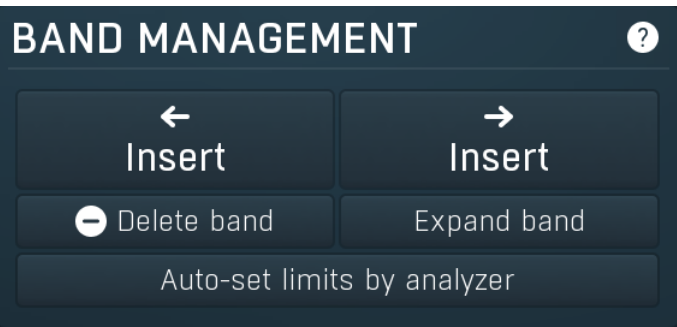 BAND MANAGEMENT ?
← →
Insert Insert
Delete band Expand band
Auto-set limits by analyzer